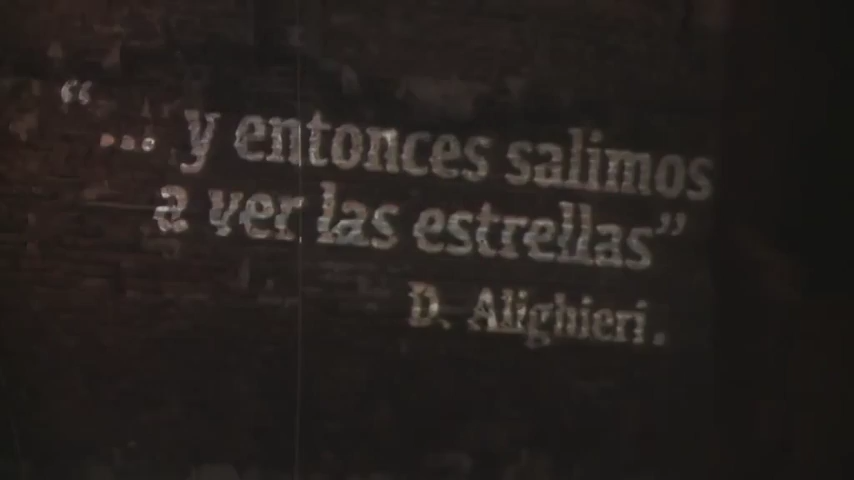 “... y entonces salimos
a ver las estrellas”
D. Alighieri.